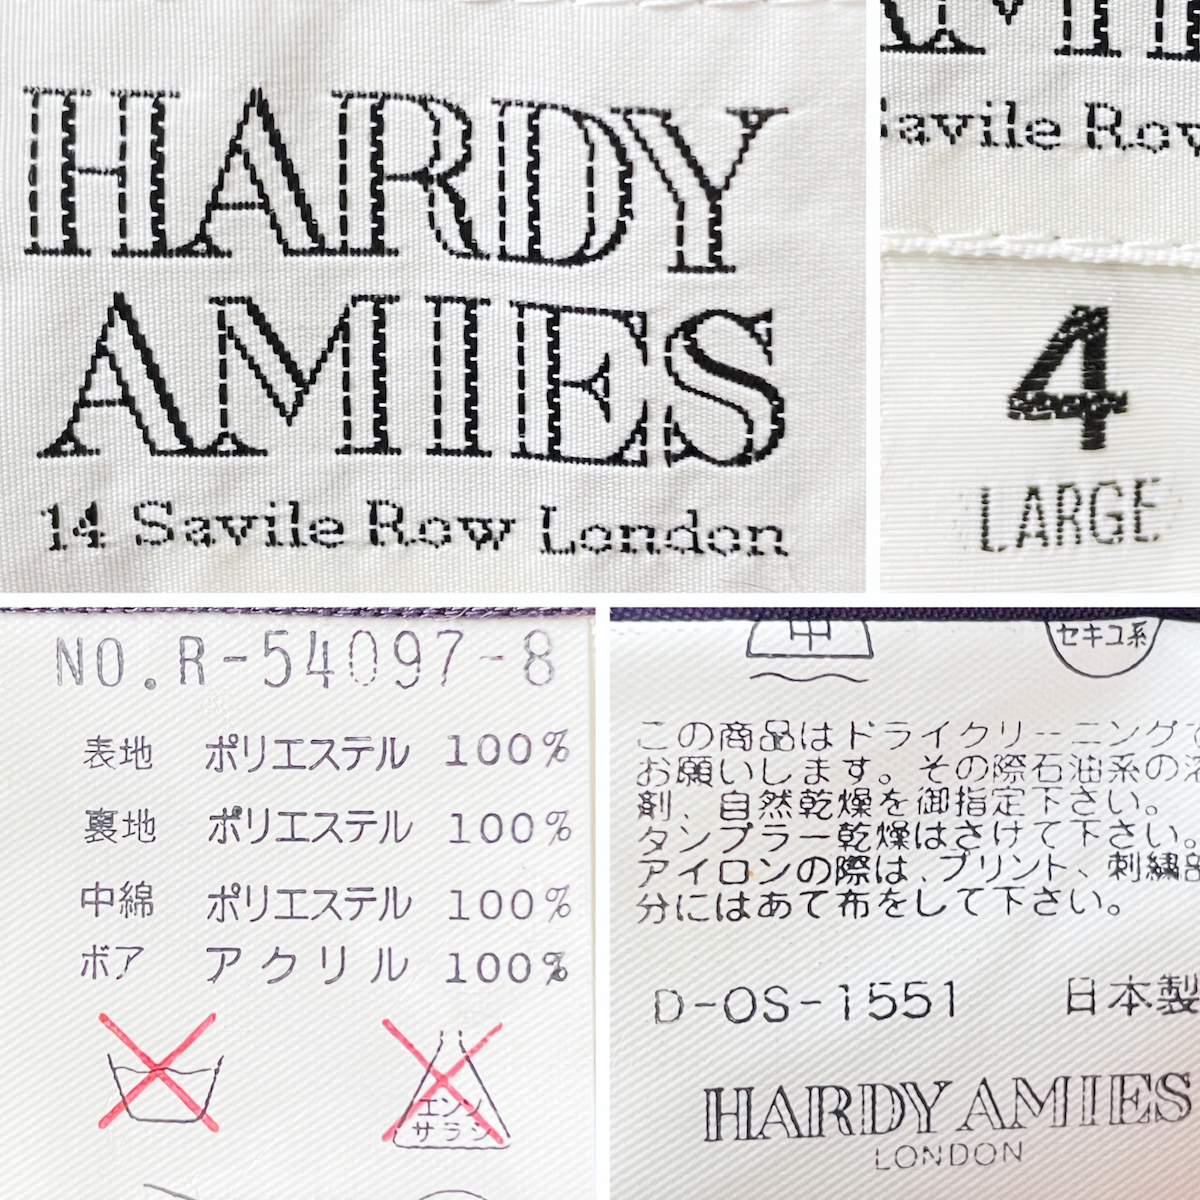 HARDY
AMIES
14 Savile Row London
AMIE
Savile Row
4
LARGE
NO.R-54097-8
表地 ポリエステル 100%
裏地 ポリエステル 100%
中綿 ポリエステル 100%
ボア アクリル 100%
エンソ
サラシ
中
セキユ系
この商品はドライクリーニングで
お願いします。その際石油系の溶
剤、自然乾燥を御指定下さい。
タンブラー乾燥はさけて下さい。
アイロンの際は、プリント、刺繍部
分にはあて布をして下さい。
D-OS-1551 日本製
HARDY AMIES
LONDON